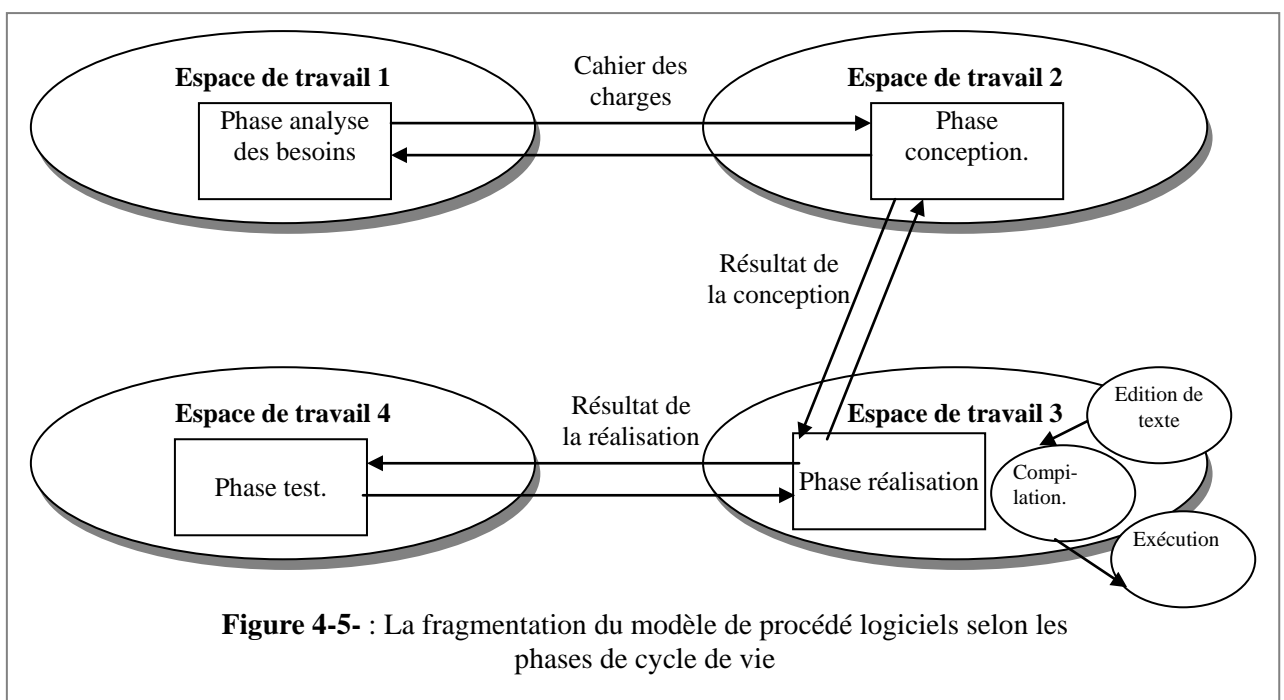 Espace de travail 1
Phase analyse
des besoins
Cahier des
charges
Espace de travail 2
Phase
conception.
Résultat de
la conception
Espace de travail 4
Phase test.
Résultat de
la réalisation
Espace de travail 3
Phase réalisation
Edition de
texte
Compi-
lation.
Exécution
Figure 4-5- : La fragmentation du modèle de procédé logiciels selon les
phases de cycle de vie